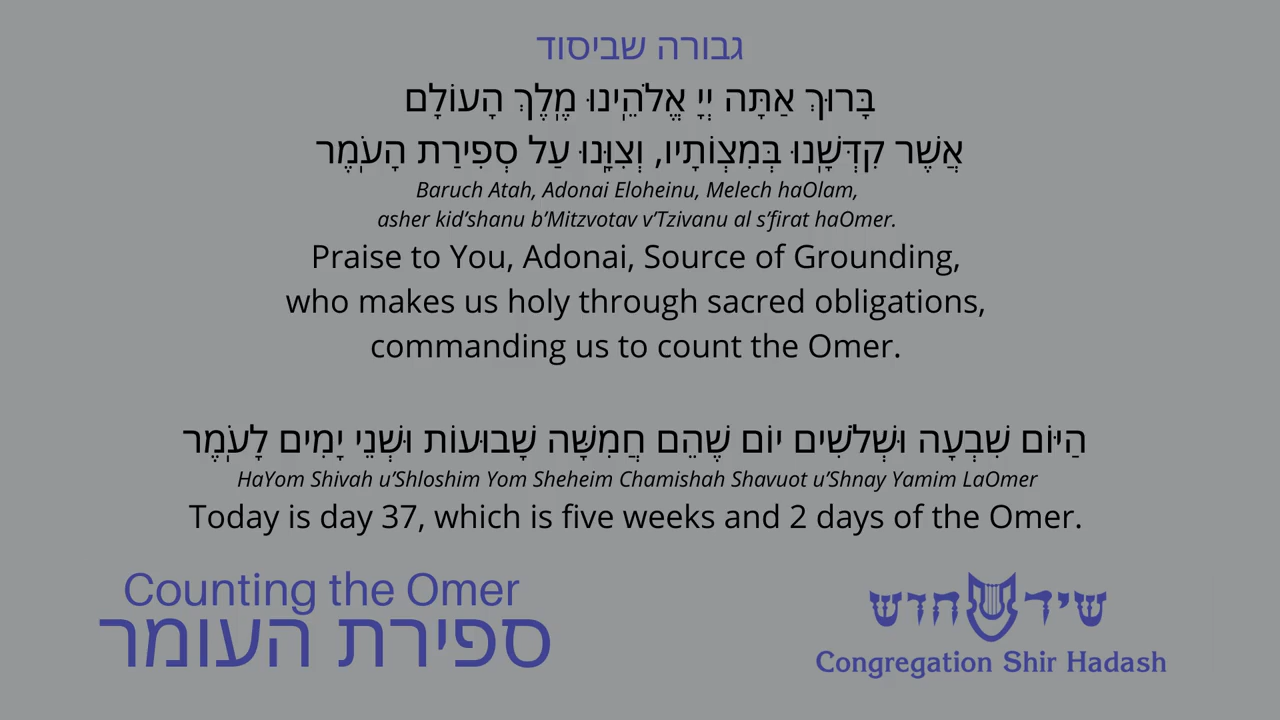 גבורה שביסוד
בָּרוּךְ אַתָּה יְיָ אֱלֹהֵֽינוּ מֶֽלֶךְ הָעוֹלָם
אֲשֶׁר קִדְּשָֽׁנוּ בְּמִצְוֹתָיו, וְצִוָּֽנוּ עַל סְפִירַת הָעֹֽמֶר
Baruch Atah, Adonai Eloheinu, Melech haOlam,
asher kid’shanu b’Mitzvotav v’Tzivanu al s’firat haOmer.
Praise to You, Adonai, Source of Grounding,
who makes us holy through sacred obligations,
commanding us to count the Omer.
הַיּוֹם שִׁבְעָה וּשְׁלֹשִׁים יוֹם שֶׁהֵם חֲמִשָּׁה שָׁבוּעוֹת וּשְׁנֵי יָמִים לָעֹֽמֶר
HaYom Shivah u’Shloshim Yom Sheheim Chamishah Shavuot u’Shnay Yamim LaOmer
Today is day 37, which is five weeks and 2 days of the Omer.
Counting the Omer
ספירת העומר
שיר חדש
Congregation Shir Hadash